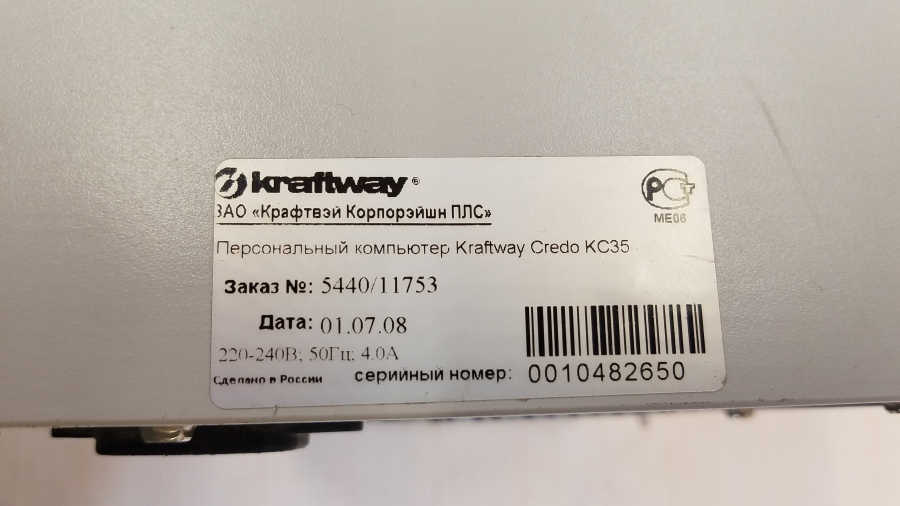 kraftway®
ЗАО «Крафтвэй Корпорэйшн ПЛС»
РСТ
ME06
Персональный компьютер Kraftway Credo KC35
Заказ №: 5440/11753
Дата: 01.07.08
220-240В; 50Гц; 4.0А
Сделано в России
серийный номер: 0010482650